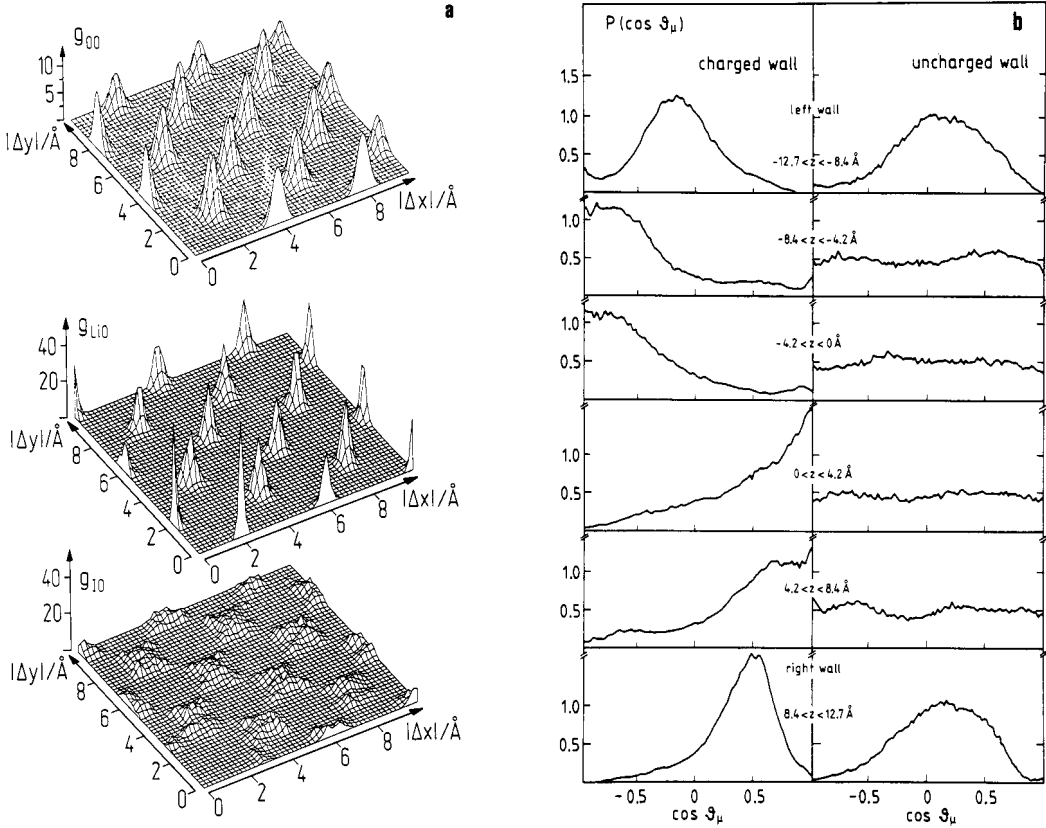 a
g₀₀
10
5
|Δy|/Å
8
6
4
2
0
0
2
4
6
8
|Δx|/Å
g_LiO
40
20
|Δy|/Å
8
6
4
2
0
0
2
4
6
8
|Δx|/Å
g_IO
40
20
|Δy|/Å
8
6
4
2
0
0
2
4
6
8
|Δx|/Å
b
P(cos ϑμ)
charged wall
uncharged wall
1.5
1.0
0.5
left wall
-12.7<z<-8.4 Å
1.0
0.5
-8.4<z<-4.2 Å
1.0
0.5
-4.2<z<0Å
0.5
0<z<4.2 Å
1.0
0.5
4.2<z<8.4 Å
right wall
1.0
0.5
8.4<z<12.7 Å
-0.5
0
0.5
cos ϑμ
-0.5
0
0.5
cos ϑμ